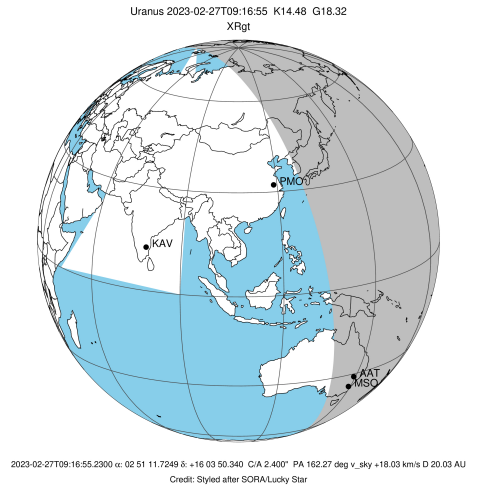 Uranus 2023-02-27T09:16:55 K14.48 G18.32
XRgt
PMO
KAV
AAT
MSO
2023-02-27T09:16:55.2300 α: 02 51 11.7249 δ: +16 03 50.340 C/A 2.400" PA 162.27 deg v_sky +18.03 km/s D 20.03 AU
Credit: Styled after SORA/Lucky Star